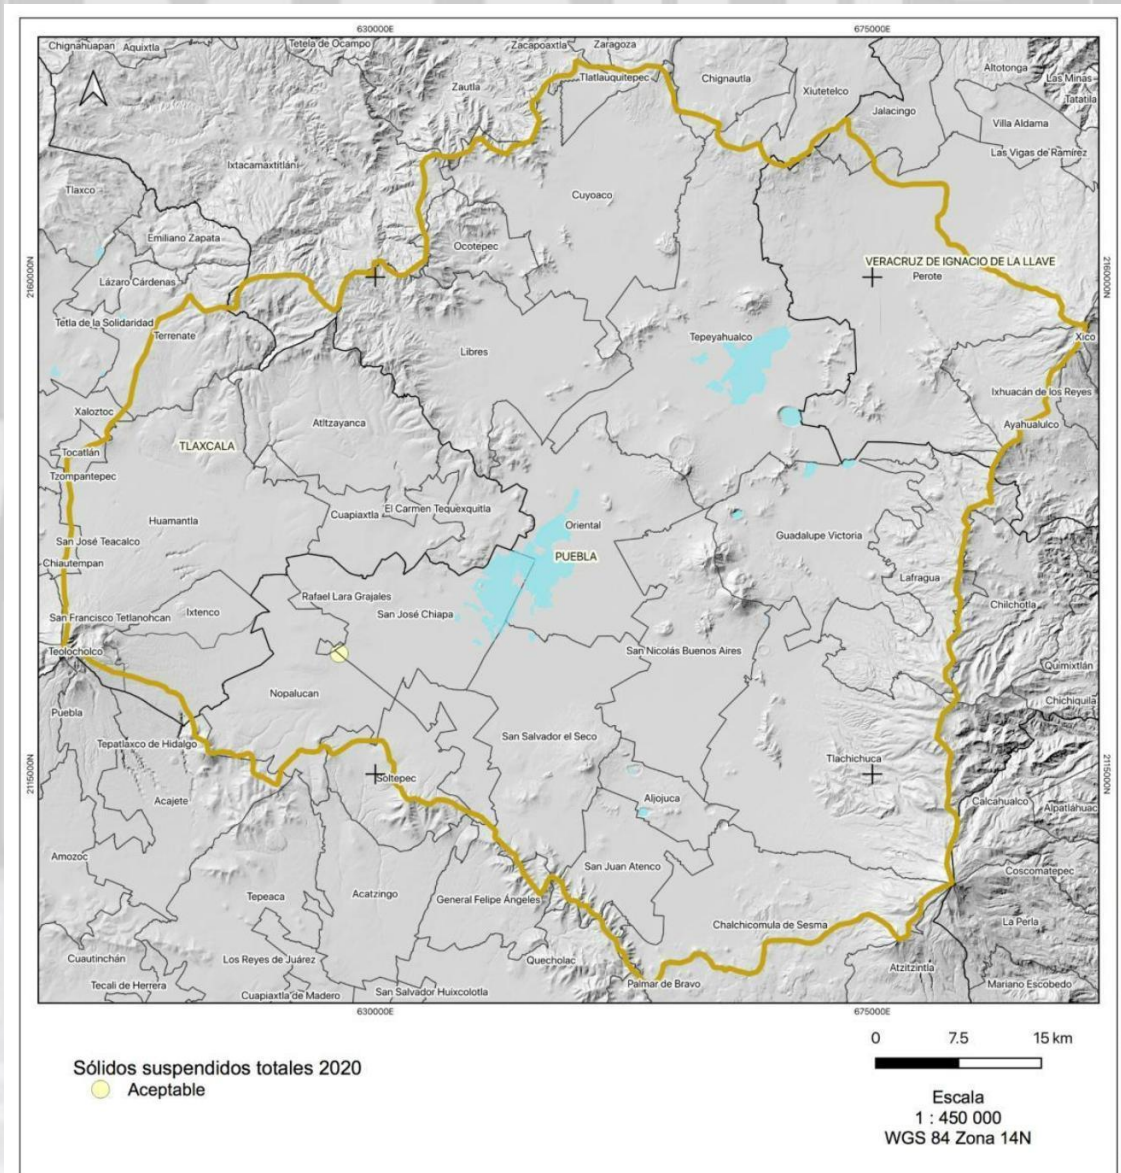 630000E
675000E
Chignahuapan
Aquixtla
Tetela de Ocampo
Zacapoaxtla
Zaragoza
Tlatlauquitepec
Chignautla
Xiutetelco
Altotonga
Las Minas
Tatatila
Zautla
Jalacingo
Villa Aldama
Las Vigas de Ramírez
Ixtacamaxtitlán
Tlaxco
Cuyoaco
Emiliano Zapata
Ocotepec
VERACRUZ DE IGNACIO DE LA LLAVE
Perote
2160000N
2160000N
Lázaro Cárdenas
Tetla de la Solidaridad
Terrenate
Tepeyahualco
Xico
Libres
Ixhuacán de los Reyes
Xaloztoc
Atltzayanca
Ayahualulco
TLAXCALA
Tocatlán
Tzompantepec
El Carmen Tequexquitla
Cuapiaxtla
Huamantla
Oriental
Guadalupe Victoria
San José Teacalco
PUEBLA
Chiautempan
Lafragua
Rafael Lara Grajales
Chilchotla
Ixtenco
San José Chiapa
San Francisco Tetlanohcan
Teolocholco
San Nicolás Buenos Aires
Quimixtlán
Nopalucan
Chichiquila
Puebla
San Salvador el Seco
Tepatlaxco de Hidalgo
Tlachichuca
2115000N
2115000N
Soltepec
Acajete
Aljojuca
Calcahualco
Alpatláhuac
Amozoc
San Juan Atenco
Coscomatepec
Tepeaca
Acatzingo
General Felipe Ángeles
Chalchicomula de Sesma
La Perla
Cuautinchán
Los Reyes de Juárez
Quecholac
Atzitzintla
Tecali de Herrera
Cuapiaxtla de Madero
San Salvador Huixcolotla
Palmar de Bravo
Mariano Escobedo
630000E
675000E
0 7.5 15 km
Sólidos suspendidos totales 2020
Aceptable
Escala
1 : 450 000
WGS 84 Zona 14N